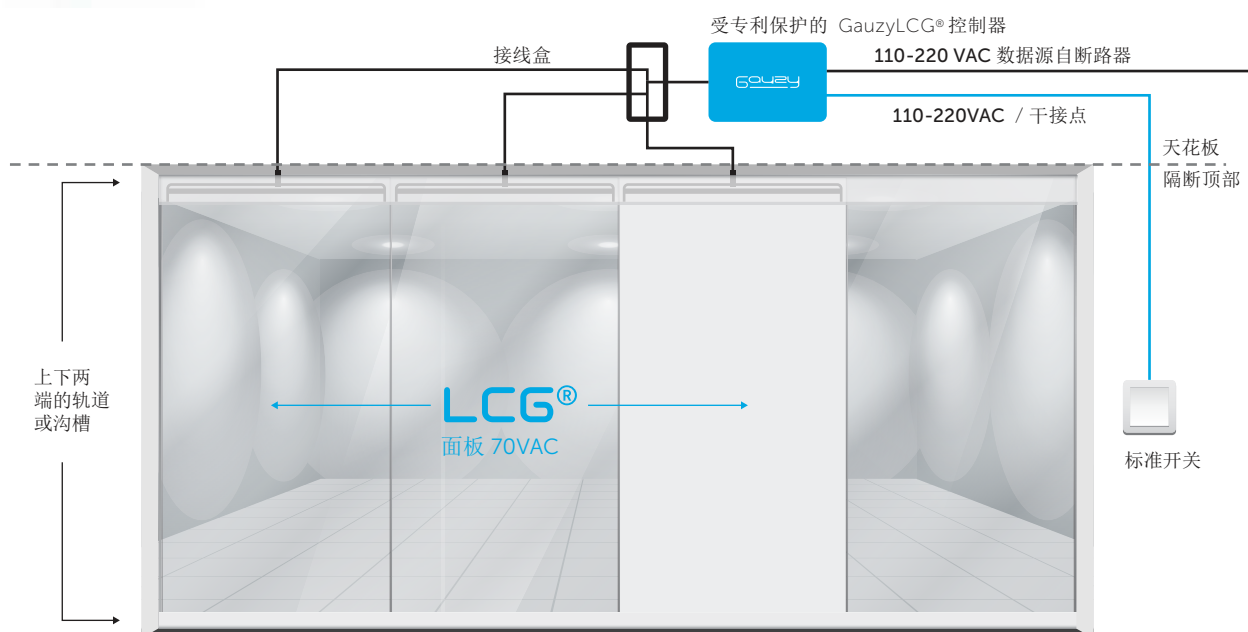 受专利保护的 GauzyLCG® 控制器
接线盒
110-220 VAC 数据源自断路器
Gauzy
110-220VAC / 干接点
天花板
隔断顶部
上下两
端的轨道
或沟槽
LCG®
面板 70VAC
标准开关